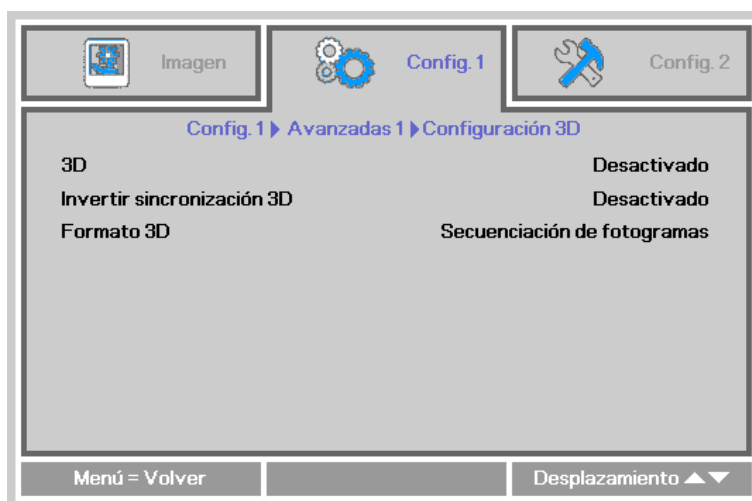 Imagen
Config. 1
Config. 2
Config. 1 Avanzadas 1 Configuración 3D
3D Desactivado
Invertir sincronización 3D Desactivado
Formato 3D Secuenciación de fotogramas
Menú = Volver
Desplazamiento